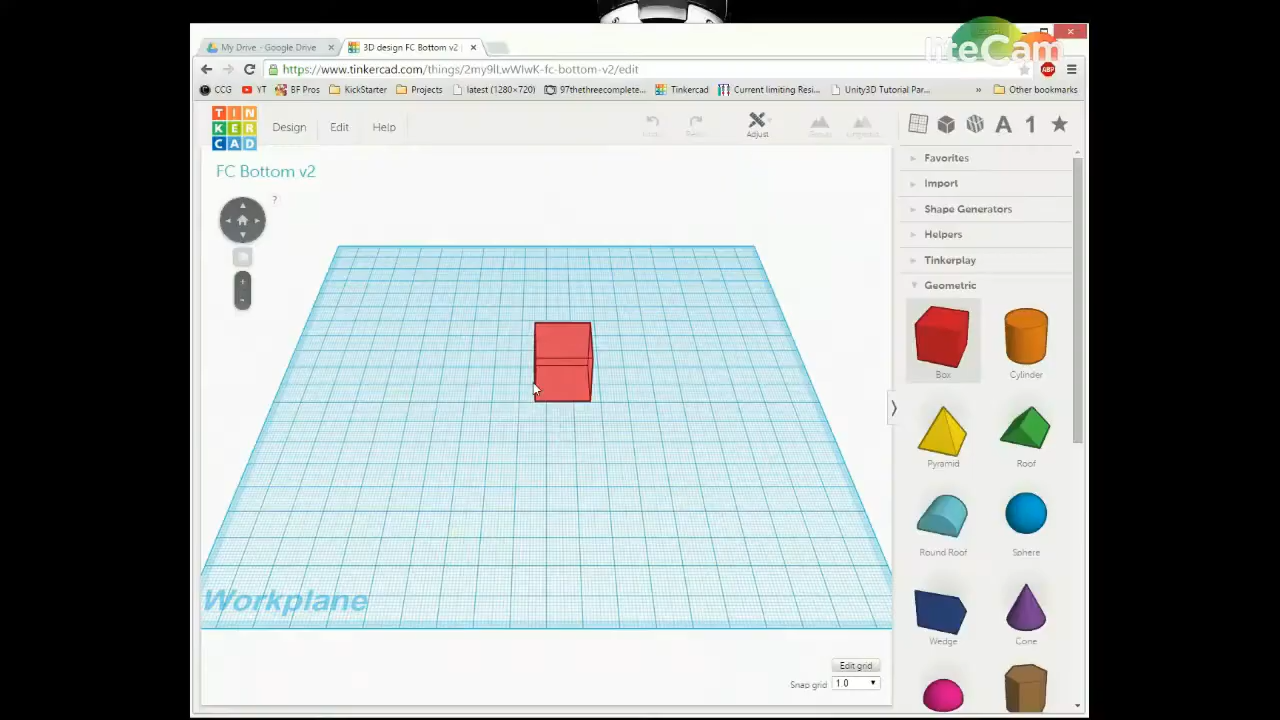 liteCam
My Drive - Google Drive
3D design FC Bottom v2
https://www.tinkercad.com/things/2my9lLwWlwK-fc-bottom-v2/edit
ABP
CCG
YT
BF Pros
KickStarter
Projects
latest (1280×720)
97thethreecomplete...
Tinkercad
Current limiting Resi...
Unity3D Tutorial Par...
»
Other bookmarks
TIN
KER
CAD
Design
Edit
Help
Adjust
A
1
FC Bottom v2
?
Favorites
Import
Shape Generators
Helpers
Tinkerplay
Geometric
Box
Cylinder
Pyramid
Roof
Round Roof
Sphere
Wedge
Cone
Workplane
Edit grid
Snap grid
1.0